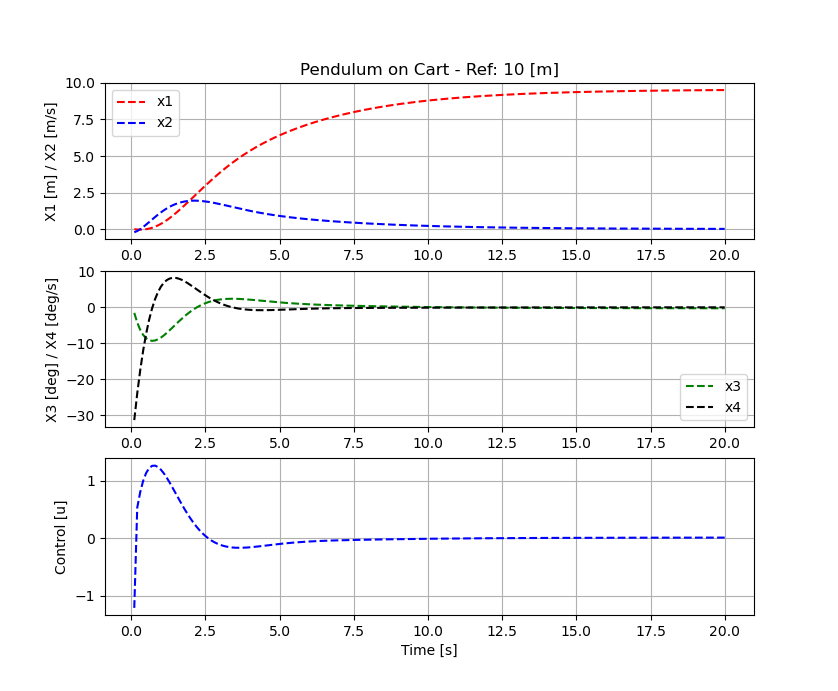 Pendulum on Cart - Ref: 10 [m]
X1 [m] / X2 [m/s]
10.0
7.5
5.0
2.5
0.0
x1
x2
0.0 2.5 5.0 7.5 10.0 12.5 15.0 17.5 20.0
X3 [deg] / X4 [deg/s]
10
0
−10
−20
−30
x3
x4
0.0 2.5 5.0 7.5 10.0 12.5 15.0 17.5 20.0
Control [u]
1
0
−1
0.0 2.5 5.0 7.5 10.0 12.5 15.0 17.5 20.0
Time [s]